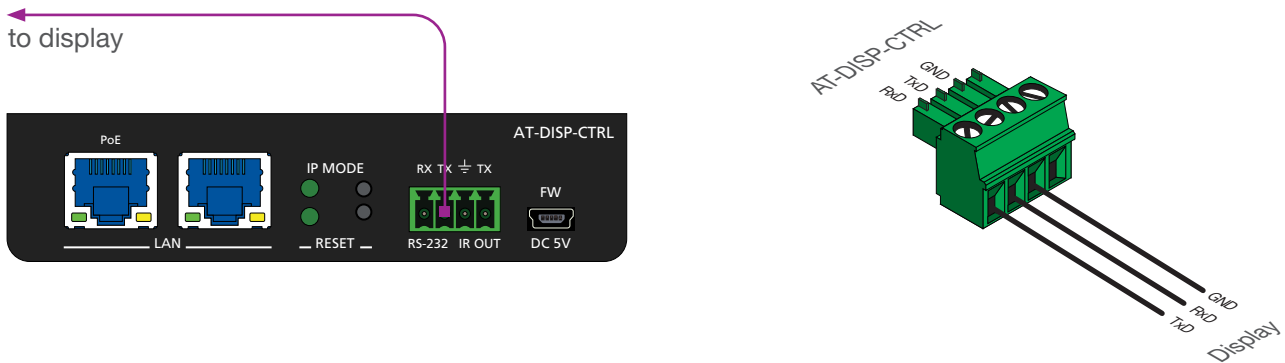 to display
AT-DISP-CTRL
PoE
IP MODE
RX TX ⏚ TX
FW
LAN
RESET
RS-232 IR OUT
DC 5V
AT-DISP-CTRL
GND
TxD
RxD
GND
RxD
TxD
Display